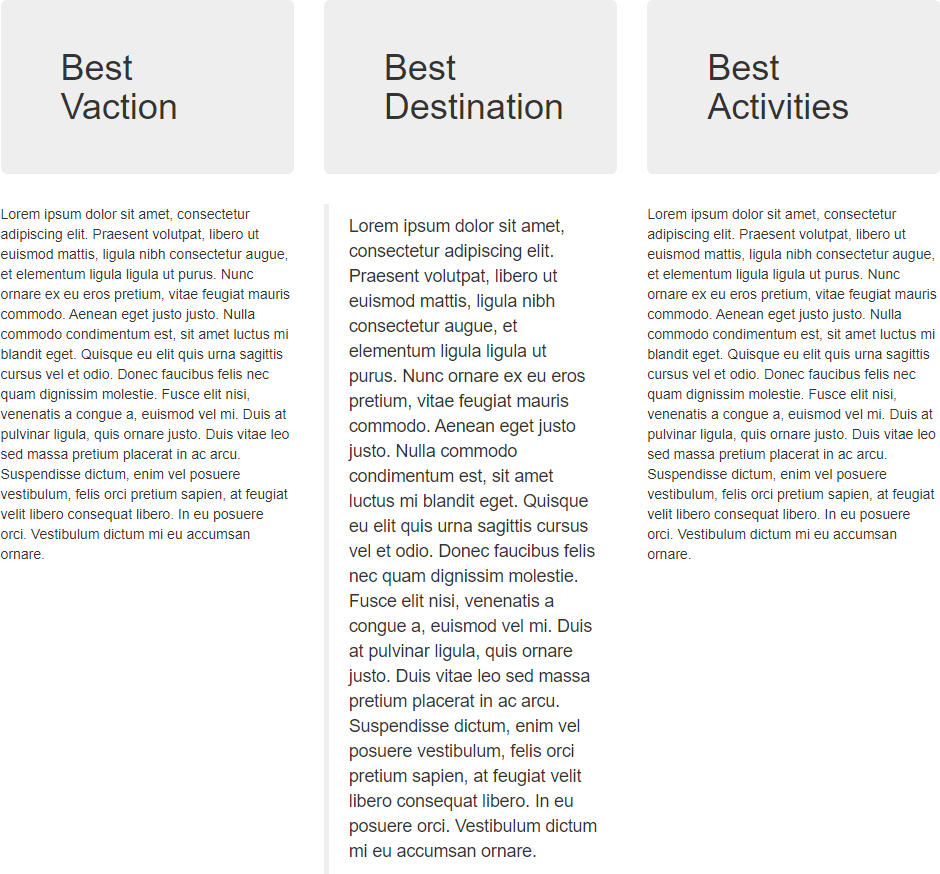 Best
Vaction
Lorem ipsum dolor sit amet, consectetur
adipiscing elit. Praesent volutpat, libero ut
euismod mattis, ligula nibh consectetur augue,
et elementum ligula ligula ut purus. Nunc
ornare ex eu eros pretium, vitae feugiat mauris
commodo. Aenean eget justo justo. Nulla
commodo condimentum est, sit amet luctus mi
blandit eget. Quisque eu elit quis urna sagittis
cursus vel et odio. Donec faucibus felis nec
quam dignissim molestie. Fusce elit nisi,
venenatis a congue a, euismod vel mi. Duis at
pulvinar ligula, quis ornare justo. Duis vitae leo
sed massa pretium placerat in ac arcu.
Suspendisse dictum, enim vel posuere
vestibulum, felis orci pretium sapien, at feugiat
velit libero consequat libero. In eu posuere
orci. Vestibulum dictum mi eu accumsan
ornare.
Best
Destination
Lorem ipsum dolor sit amet,
consectetur adipiscing elit.
Praesent volutpat, libero ut
euismod mattis, ligula nibh
consectetur augue, et
elementum ligula ligula ut
purus. Nunc ornare ex eu eros
pretium, vitae feugiat mauris
commodo. Aenean eget justo
justo. Nulla commodo
condimentum est, sit amet
luctus mi blandit eget. Quisque
eu elit quis urna sagittis cursus
vel et odio. Donec faucibus felis
nec quam dignissim molestie.
Fusce elit nisi, venenatis a
congue a, euismod vel mi. Duis
at pulvinar ligula, quis ornare
justo. Duis vitae leo sed massa
pretium placerat in ac arcu.
Suspendisse dictum, enim vel
posuere vestibulum, felis orci
pretium sapien, at feugiat velit
libero consequat libero. In eu
posuere orci. Vestibulum dictum
mi eu accumsan ornare.
Best
Activities
Lorem ipsum dolor sit amet, consectetur
adipiscing elit. Praesent volutpat, libero ut
euismod mattis, ligula nibh consectetur augue,
et elementum ligula ligula ut purus. Nunc
ornare ex eu eros pretium, vitae feugiat mauris
commodo. Aenean eget justo justo. Nulla
commodo condimentum est, sit amet luctus mi
blandit eget. Quisque eu elit quis urna sagittis
cursus vel et odio. Donec faucibus felis nec
quam dignissim molestie. Fusce elit nisi,
venenatis a congue a, euismod vel mi. Duis at
pulvinar ligula, quis ornare justo. Duis vitae leo
sed massa pretium placerat in ac arcu.
Suspendisse dictum, enim vel posuere
vestibulum, felis orci pretium sapien, at feugiat
velit libero consequat libero. In eu posuere
orci. Vestibulum dictum mi eu accumsan
ornare.